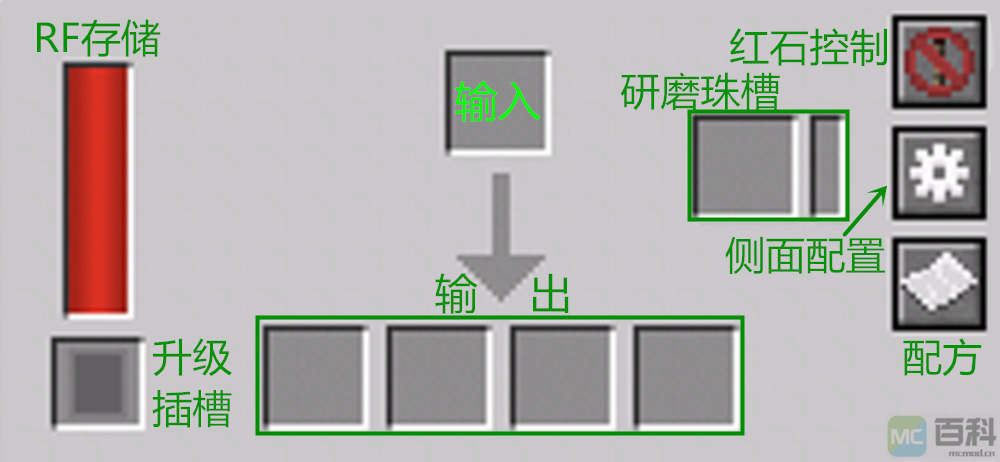 RF存储
输入
红石控制
研磨珠槽
侧面配置
输 出
升级
插槽
配方
MC 百科
mcmod.cn